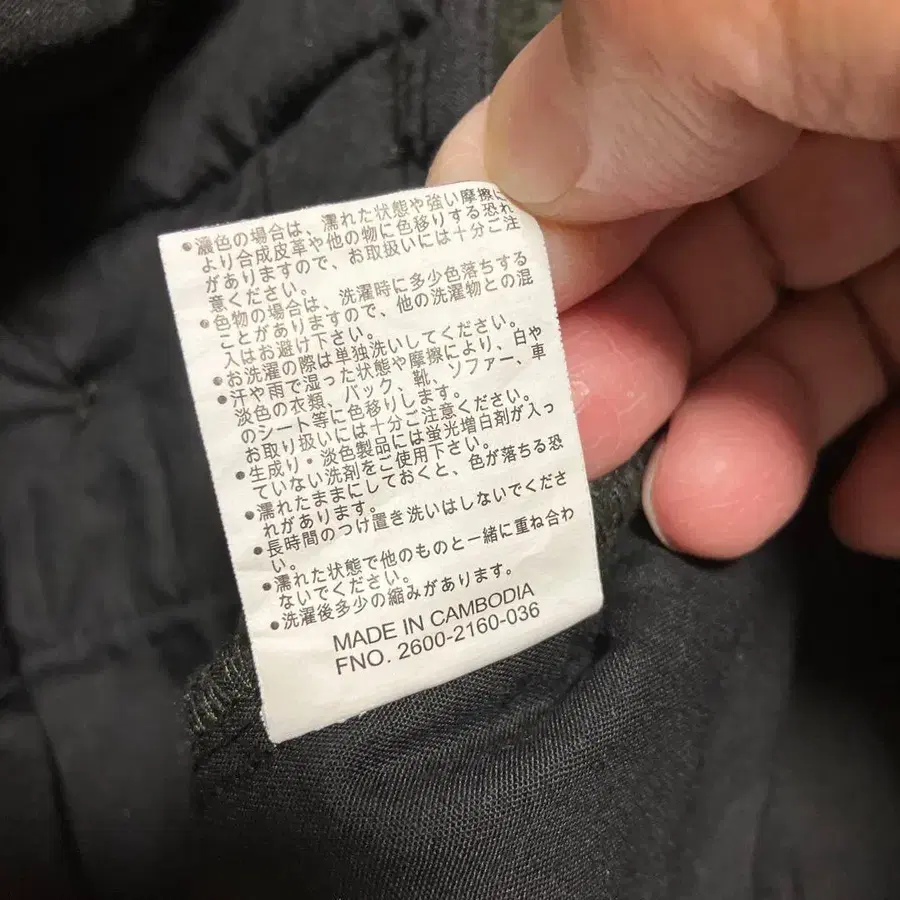 ●濃色の場合は、濡れた状態や強い摩擦に
より合成皮革や他の物に色移りする恐れ
がありますので、お取扱いには十分ご注
意ください。
●色物の場合は、洗濯時に多少色落ちする
ことがありますので、他の洗濯物との混
入はお避け下さい。
●お洗濯の際は単独洗いしてください。
●汗や雨で湿った状態や摩擦により、白や
淡色の衣類、バック、靴、ソファー、車
のシート等に色移りします。
お取り扱いには十分ご注意ください。
●生成り・淡色製品には蛍光増白剤が入っ
ていない洗剤をご使用下さい。
●濡れたままにしておくと、色が落ちる恐
れがあります。
●長時間のつけ置き洗いはしないでくださ
い。
●濡れた状態で他のものと一緒に重ね合わ
ないでください。
●洗濯後多少の縮みがあります。
MADE IN CAMBODIA
FNO. 2600-2160-036